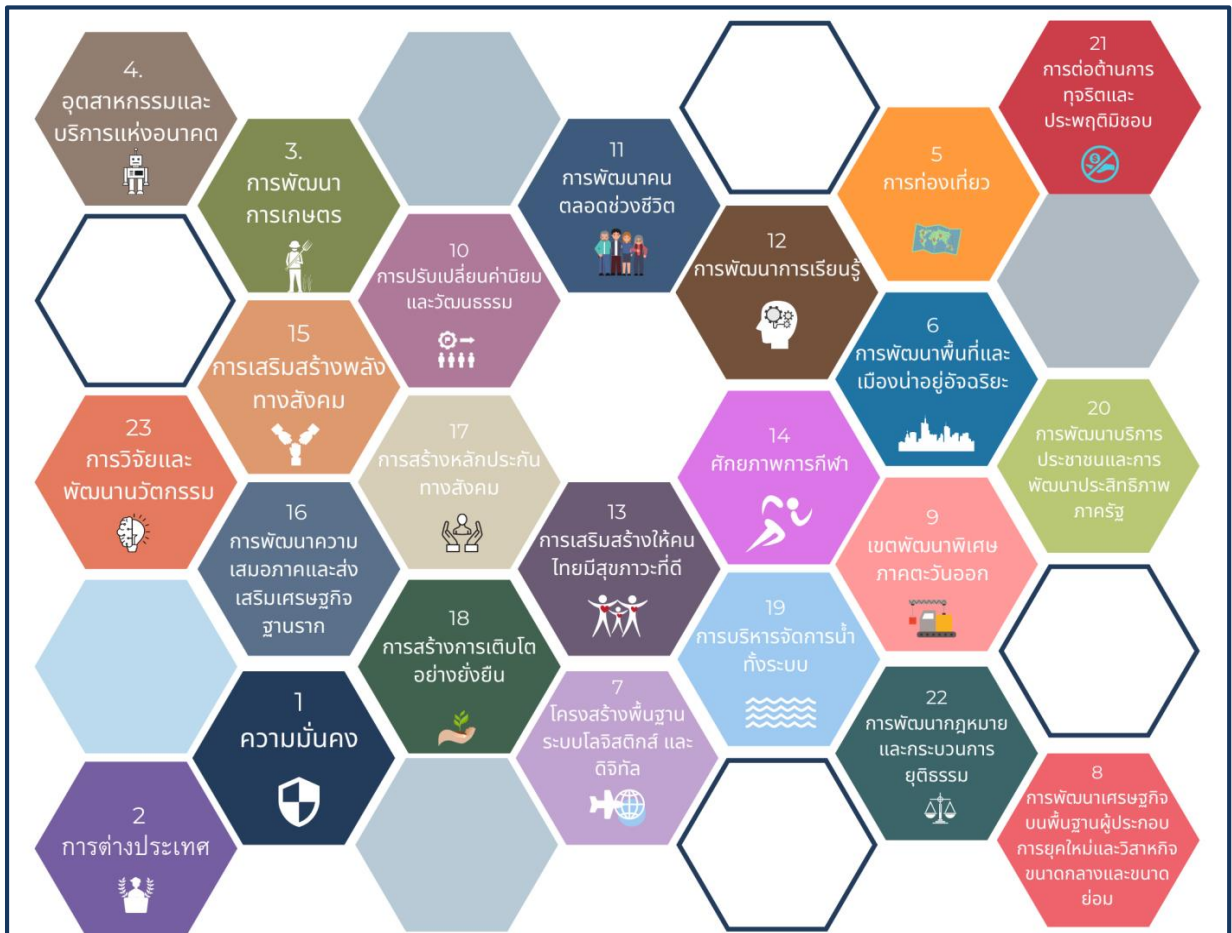 4.
อุตสาหกรรมและ
บริการแห่งอนาคต
3.
การพัฒนา
การเกษตร
15
การเสริมสร้างพลัง
ทางสังคม
23
การวิจัยและ
พัฒนานวัตกรรม
16
การพัฒนาความ
เสมอภาคและส่ง
เสริมเศรษฐกิจ
ฐานราก
1
ความมั่นคง
2
การต่างประเทศ
10
การปรับเปลี่ยนค่านิยม
และวัฒนธรรม
17
การสร้างหลักประกัน
ทางสังคม
18
การสร้างการเติบโต
อย่างยั่งยืน
11
การพัฒนาคน
ตลอดช่วงชีวิต
13
การเสริมสร้างให้คน
ไทยมีสุขภาวะที่ดี
7
โครงสร้างพื้นฐาน
ระบบโลจิสติกส์ และ
ดิจิทัล
12
การพัฒนาการเรียนรู้
14
ศักยภาพการกีฬา
19
การบริหารจัดการน้ำ
ทั้งระบบ
5
การท่องเที่ยว
6
การพัฒนาพื้นที่และ
เมืองน่าอยู่อัจฉริยะ
9
เขตพัฒนาพิเศษ
ภาคตะวันออก
22
การพัฒนากฎหมาย
และกระบวนการ
ยุติธรรม
21
การต่อต้านการ
ทุจริตและ
ประพฤติมิชอบ
20
การพัฒนาบริการ
ประชาชนและการ
พัฒนาประสิทธิภาพ
ภาครัฐ
8
การพัฒนาเศรษฐกิจ
บนพื้นฐานผู้ประกอบ
การยุคใหม่และวิสาหกิจ
ขนาดกลางและขนาด
ย่อม